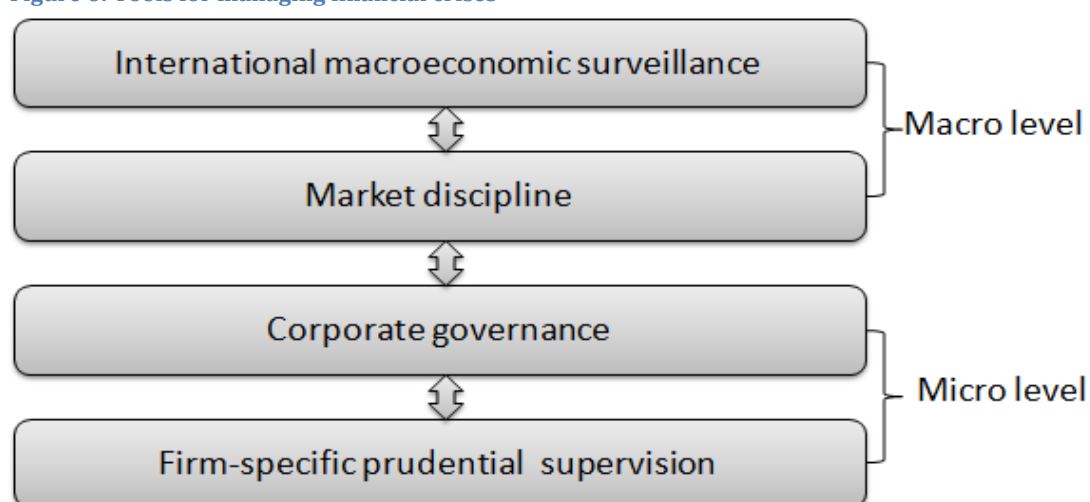 International macroeconomic surveillance
Macro level
Market discipline
Corporate governance
Micro level
Firm-specific prudential supervision